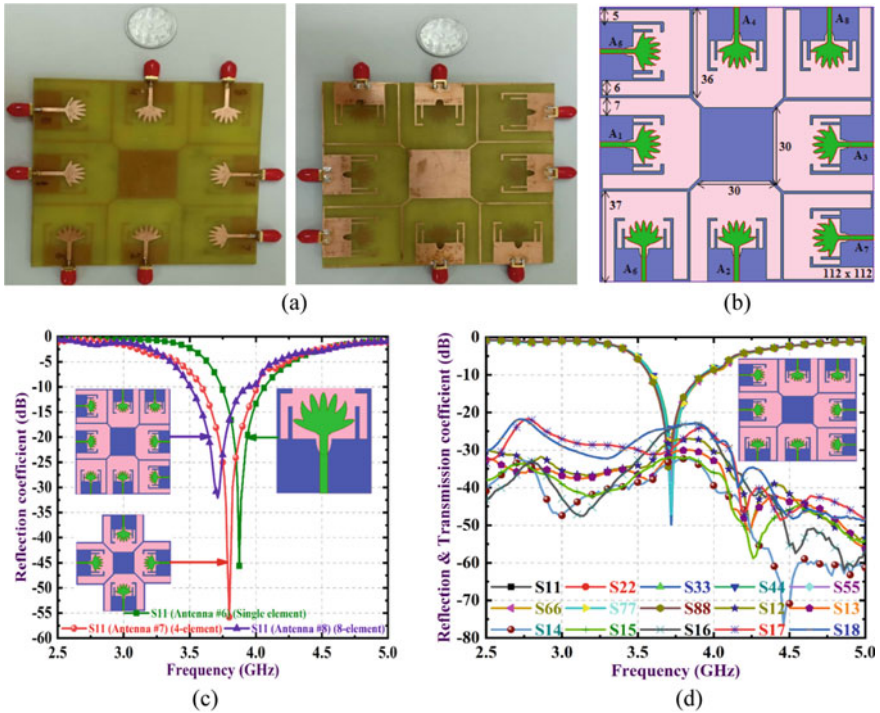 (a)
5
A5
6
7
A1
37
A6
A4
36
A8
30
30
A3
A2
A7
112 x 112
(b)
Reflection coefficient (dB)
0
-5
-10
-15
-20
-25
-30
-35
-40
-45
-50
-55
-60
S11 (Antenna #6) (Single element)
S11 (Antenna #7) (4-element)
S11 (Antenna #8) (8-element)
2.5 3.0 3.5 4.0 4.5 5.0
Frequency (GHz)
(c)
Reflection & Transmission coefficient (dB)
0
-10
-20
-30
-40
-50
-60
-70
-80
S11 S22 S33 S44 S55
S66 S77 S88 S12 S13
S14 S15 S16 S17 S18
2.5 3.0 3.5 4.0 4.5 5.0
Frequency (GHz)
(d)